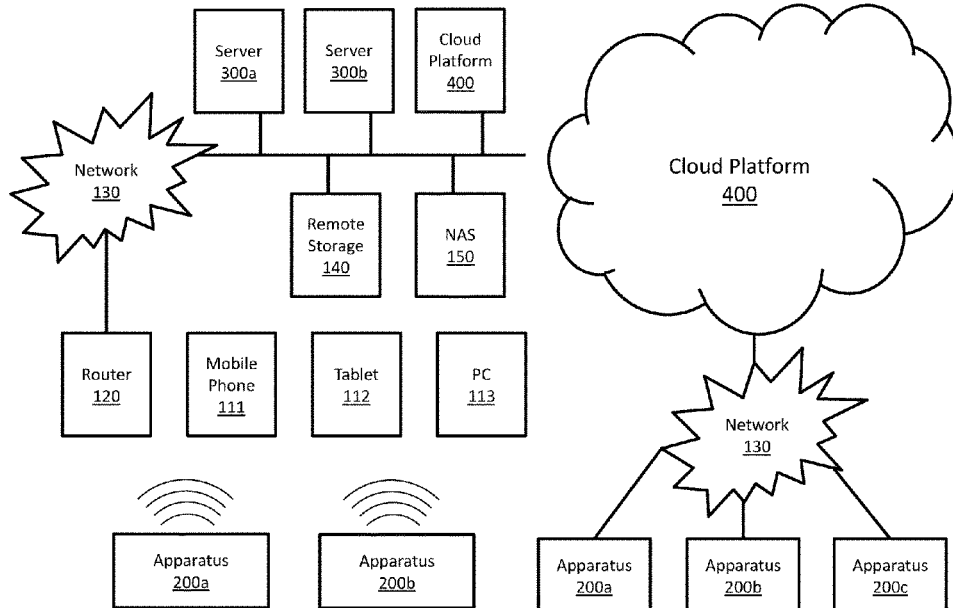 Server
300a
Server
300b
Cloud
Platform
400
Network
130
Remote
Storage
140
NAS
150
Router
120
Mobile
Phone
111
Tablet
112
PC
113
Apparatus
200a
Apparatus
200b
Cloud Platform
400
Network
130
Apparatus
200a
Apparatus
200b
Apparatus
200c